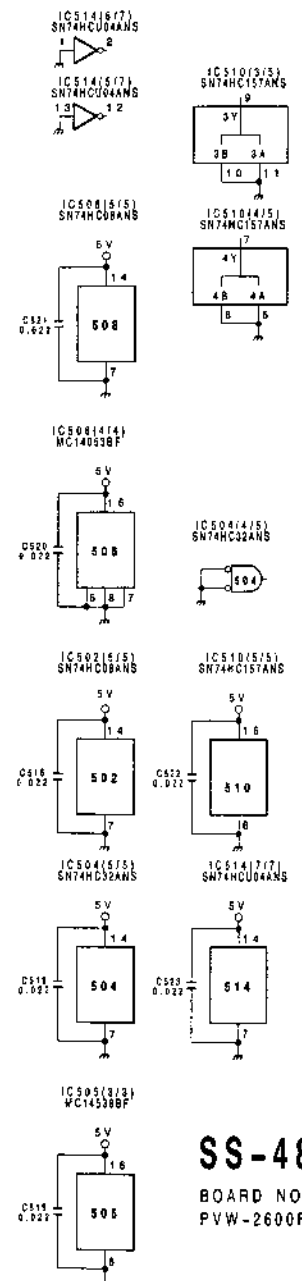 IC514(6/7)
SN74HCU04ANS
1 2
IC514(5/7)
SN74HCU04ANS
13 12
IC510(3/5)
SN74HC157ANS
9
3Y
3B 3A
10 11
IC508(5/5)
SN74HC08ANS
5V
14
C521
0.022
508
7
IC510(4/5)
SN74HC157ANS
7
4Y
4B 4A
6 5
IC506(4/4)
MC14053BF
5V
16
C520
0.022
506
6 8 7
IC504(4/5)
SN74HC32ANS
504
IC502(5/5)
SN74HC08ANS
5V
14
0.022
502
7
IC510(5/5)
SN74HC157ANS
5V
16
C522
0.022
510
8
IC504(5/5)
SN74HC32ANS
5V
14
0.022
504
7
IC514(7/7)
SN74HCU04ANS
5V
14
C523
0.022
514
7
IC505(3/3)
MC14538BF
5V
16
C519
0.022
505
8
SS-48
BOARD NO
PVW-2600P